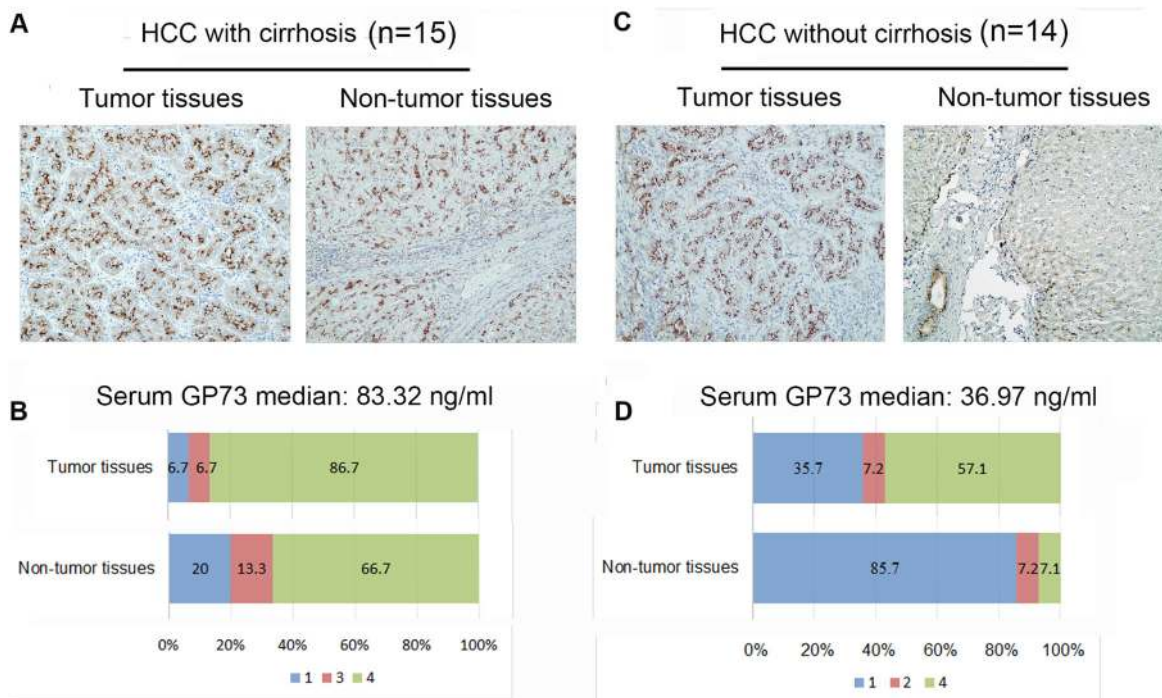 A
HCC with cirrhosis (n=15)
Tumor tissues
Non-tumor tissues
C
HCC without cirrhosis (n=14)
Tumor tissues
Non-tumor tissues
B
Serum GP73 median: 83.32 ng/ml
Tumor tissues
6.7
6.7
86.7
Non-tumor tissues
20
13.3
66.7
0% 20% 40% 60% 80% 100%
1 3 4
D
Serum GP73 median: 36.97 ng/ml
Tumor tissues
35.7
7.2
57.1
Non-tumor tissues
85.7
7.2
7.1
0% 20% 40% 60% 80% 100%
1 2 4